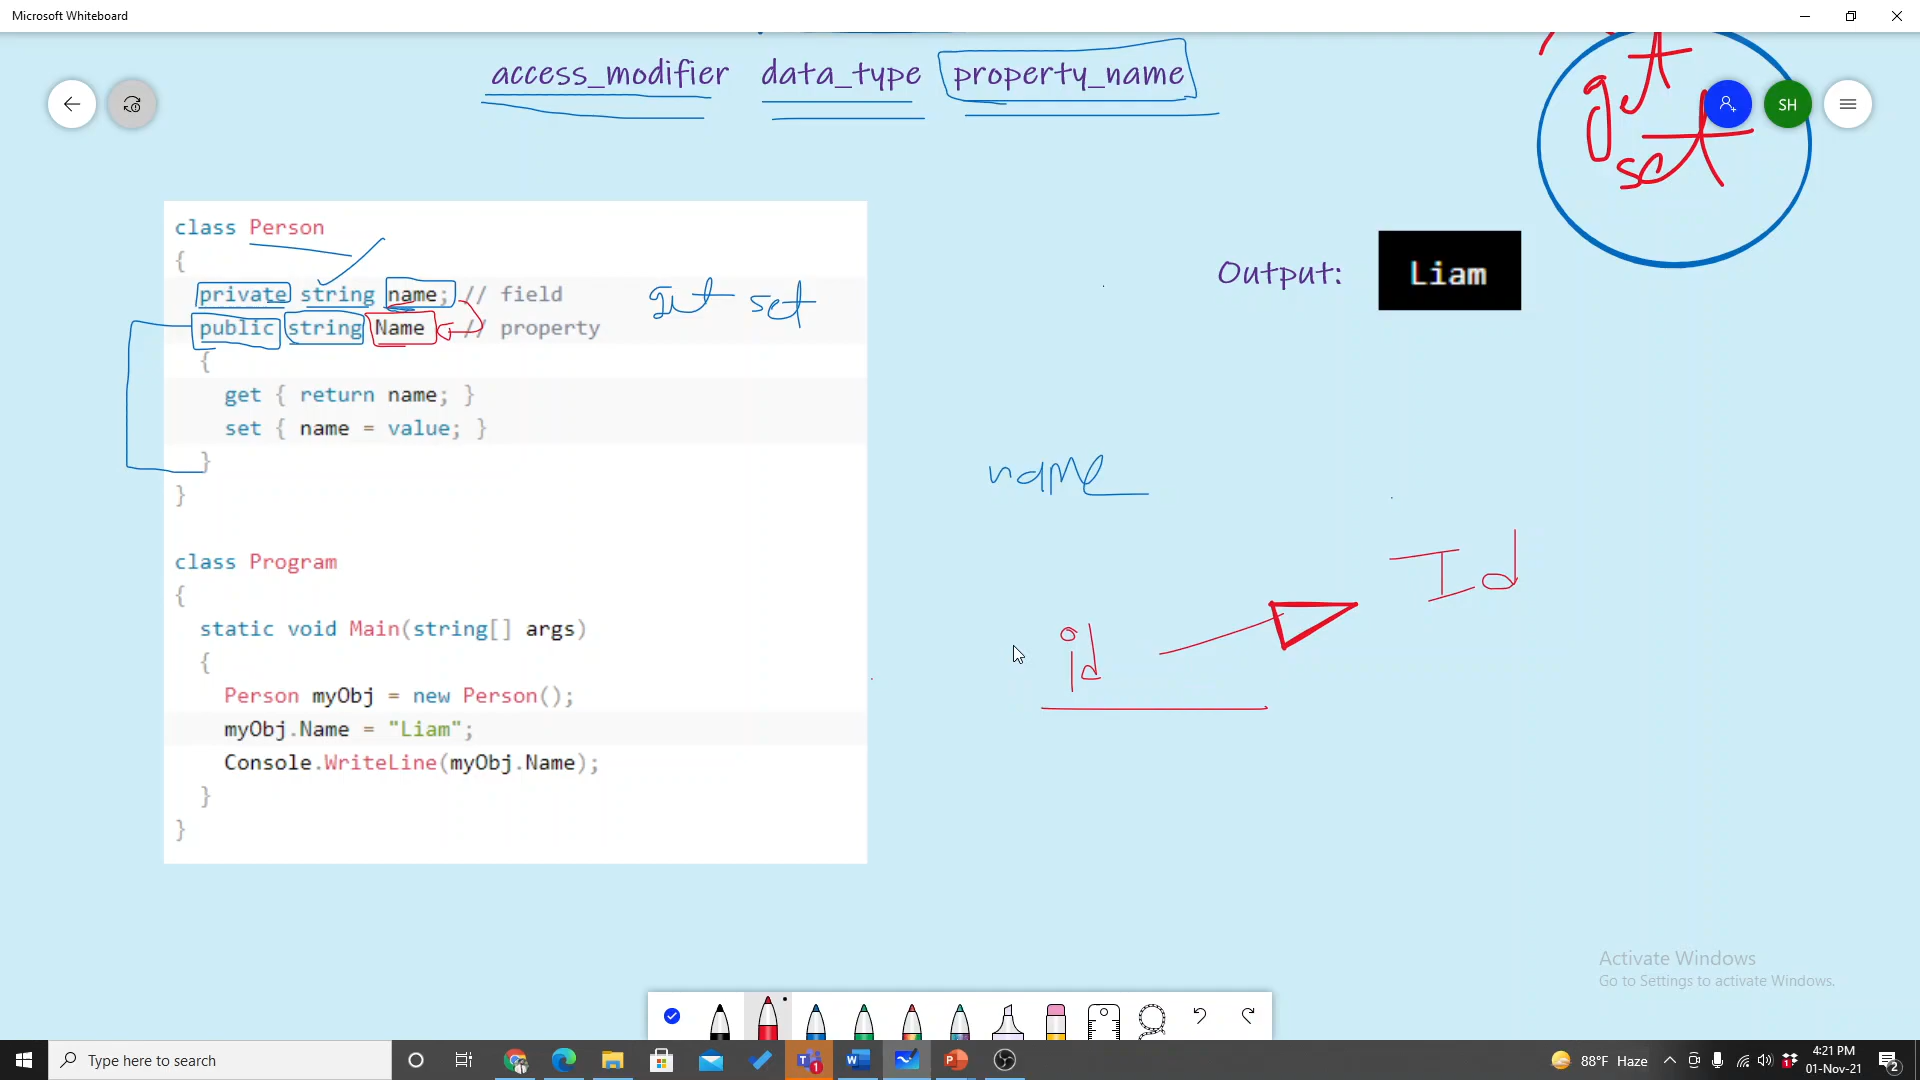 Microsoft Whiteboard
access_modifier data_type property_name
get
set
SH
class Person
{
private string name; // field
public string Name // property
{
get { return name; }
set { name = value; }
}
}
get set
Output:
Liam
name
id
Id
class Program
{
static void Main(string[] args)
{
Person myObj = new Person();
myObj.Name = "Liam";
Console.WriteLine(myObj.Name);
}
}
Activate Windows
Go to Settings to activate Windows.
Type here to search
88°F Haze
4:21 PM
01-Nov-21
1
2